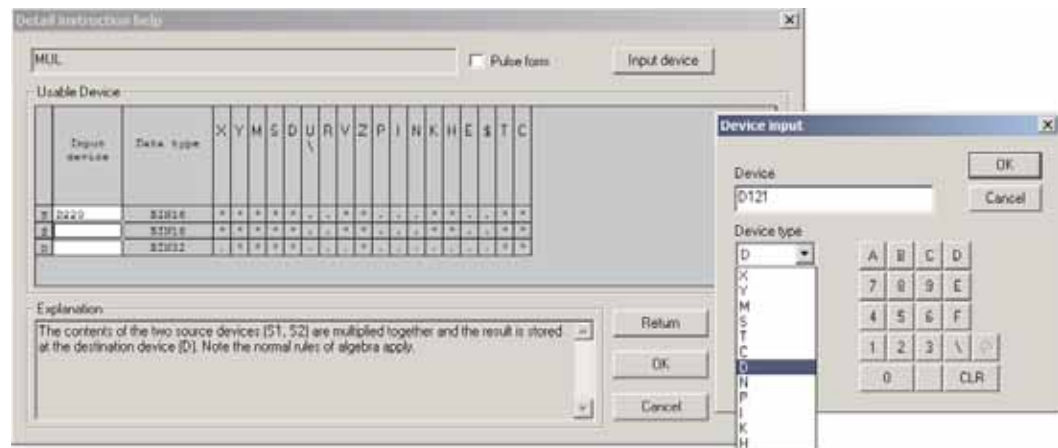 Detail instruction help
MUL
Pulse form
Input device
Usable Device
Input device
Data type
X Y M S D U \ R V Z P I N K H E $ T C
S D220 BIN16 * * * * * . . * * . . . * * . . * *
S BIN16 * * * * * . . * * . . . * * . . * *
D BIN32
Explanation
The contents of the two source devices (S1, S2) are multiplied together and the result is stored
at the destination device (D). Note the normal rules of algebra apply.
Return
OK
Cancel
Device input
Device
D121
OK
Cancel
Device type
D
X
Y
M
S
T
C
D
N
P
I
K
H
A B C D
7 8 9 E
4 5 6 F
1 2 3 \
0 CLR